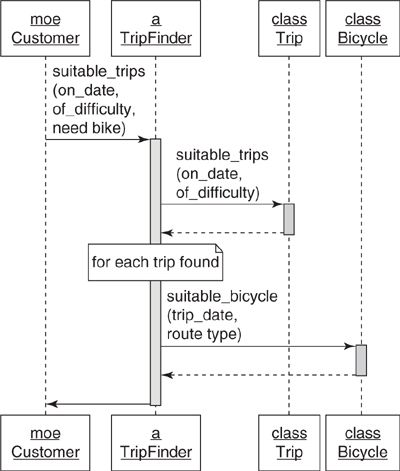 moe
Customer
a
TripFinder
class
Trip
class
Bicycle
suitable_trips
(on_date,
of_difficulty,
need bike)
suitable_trips
(on_date,
of_difficulty)
for each trip found
suitable_bicycle
(trip_date,
route type)
moe
Customer
a
TripFinder
class
Trip
class
Bicycle